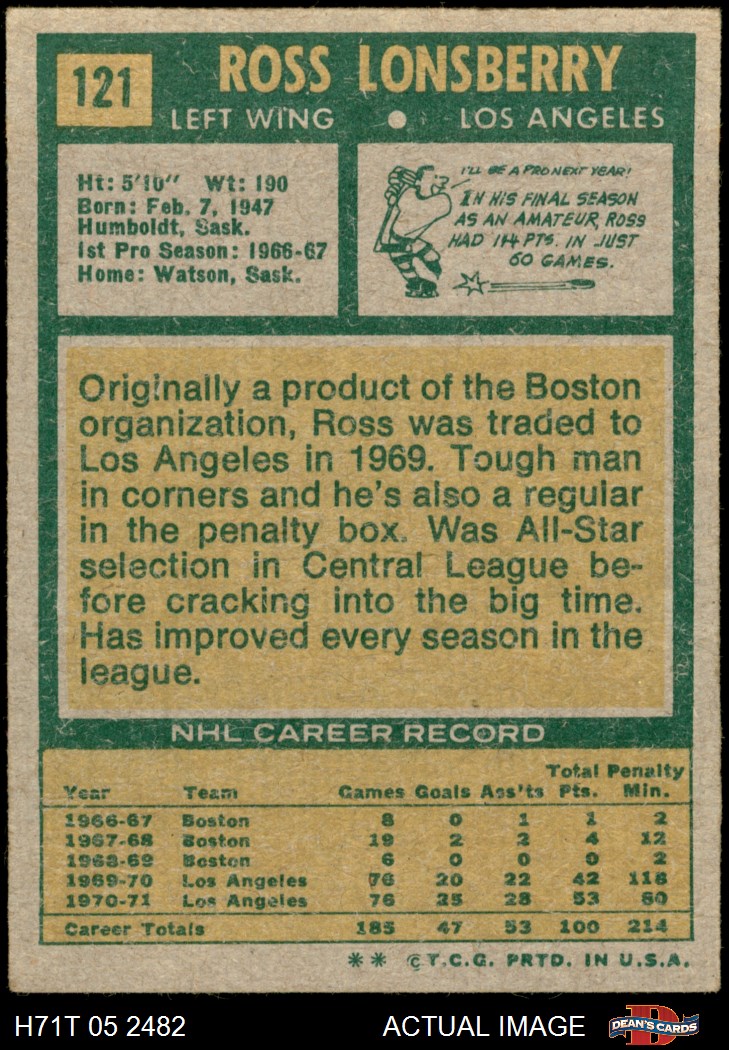 121
ROSS LONSBERRY
LEFT WING ● LOS ANGELES
Ht: 5'10" Wt: 190
Born: Feb. 7, 1947
Humboldt, Sask.
1st Pro Season: 1966-67
Home: Watson, Sask.
I'LL BE A PRO NEXT YEAR!
IN HIS FINAL SEASON
AS AN AMATEUR, ROSS
HAD 114 PTS. IN JUST
60 GAMES.
Originally a product of the Boston
organization, Ross was traded to
Los Angeles in 1969. Tough man
in corners and he's also a regular
in the penalty box. Was All-Star
selection in Central League be-
fore cracking into the big time.
Has improved every season in the
league.
NHL CAREER RECORD
Total Penalty
Year Team Games Goals Ass'ts Pts. Min.
1966-67 Boston 8 0 1 1 2
1967-68 Boston 19 2 2 4 12
1968-69 Boston 6 0 0 0 2
1969-70 Los Angeles 76 20 22 42 118
1970-71 Los Angeles 76 25 28 53 80
Career Totals 185 47 53 100 214
** © T.C.G. PRTD. IN U.S.A.
H71T 05 2482 ACTUAL IMAGE DEAN'S CARDS